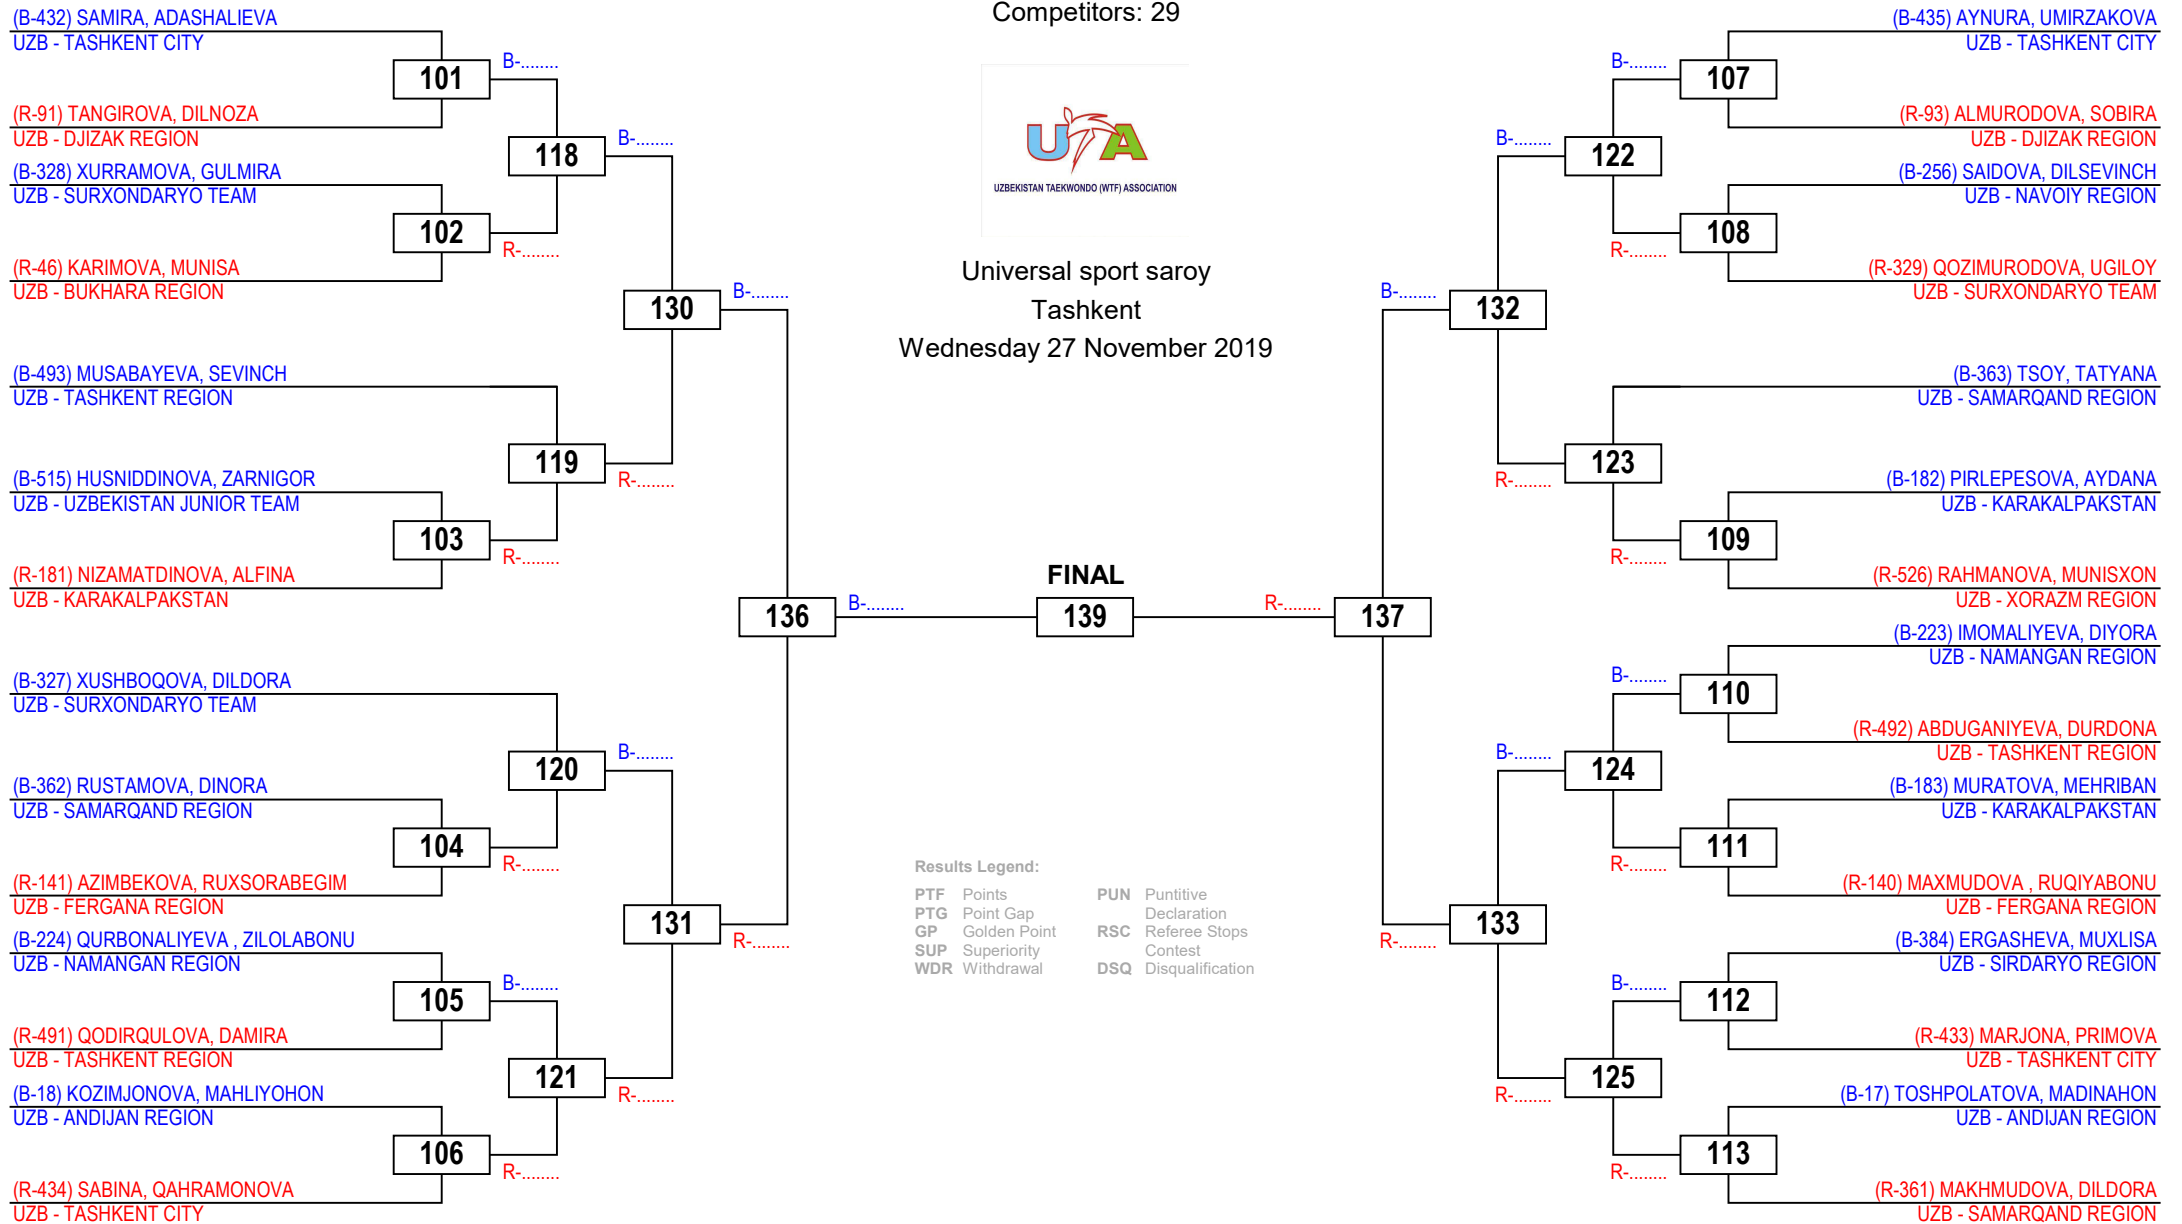 Competitors: 29
UTA
UZBEKISTAN TAEKWONDO (WTF) ASSOCIATION
Universal sport saroy
Tashkent
Wednesday 27 November 2019
(B-432) SAMIRA, ADASHALIEVA
UZB - TASHKENT CITY
101
B-........
(R-91) TANGIROVA, DILNOZA
UZB - DJIZAK REGION
118
B-........
(B-328) XURRAMOVA, GULMIRA
UZB - SURXONDARYO TEAM
102
R-........
(R-46) KARIMOVA, MUNISA
UZB - BUKHARA REGION
130
B-........
(B-493) MUSABAYEVA, SEVINCH
UZB - TASHKENT REGION
119
R-........
(B-515) HUSNIDDINOVA, ZARNIGOR
UZB - UZBEKISTAN JUNIOR TEAM
103
R-........
(R-181) NIZAMATDINOVA, ALFINA
UZB - KARAKALPAKSTAN
136
B-........
(B-327) XUSHBOQOVA, DILDORA
UZB - SURXONDARYO TEAM
120
B-........
(B-362) RUSTAMOVA, DINORA
UZB - SAMARQAND REGION
104
R-........
(R-141) AZIMBEKOVA, RUXSORABEGIM
UZB - FERGANA REGION
131
R-........
(B-224) QURBONALIYEVA , ZILOLABONU
UZB - NAMANGAN REGION
105
B-........
(R-491) QODIRQULOVA, DAMIRA
UZB - TASHKENT REGION
121
R-........
(B-18) KOZIMJONOVA, MAHLIYOHON
UZB - ANDIJAN REGION
106
R-........
(R-434) SABINA, QAHRAMONOVA
UZB - TASHKENT CITY
FINAL
139
Results Legend:
PTF Points
PTG Point Gap
GP Golden Point
SUP Superiority
WDR Withdrawal
PUN Puntitive
Declaration
RSC Referee Stops
Contest
DSQ Disqualification
(B-435) AYNURA, UMIRZAKOVA
UZB - TASHKENT CITY
B-........
107
(R-93) ALMURODOVA, SOBIRA
UZB - DJIZAK REGION
B-........
122
(B-256) SAIDOVA, DILSEVINCH
UZB - NAVOIY REGION
R-........
108
(R-329) QOZIMURODOVA, UGILOY
UZB - SURXONDARYO TEAM
B-........
132
(B-363) TSOY, TATYANA
UZB - SAMARQAND REGION
R-........
123
(B-182) PIRLEPESOVA, AYDANA
UZB - KARAKALPAKSTAN
R-........
109
(R-526) RAHMANOVA, MUNISXON
UZB - XORAZM REGION
R-........
137
(B-223) IMOMALIYEVA, DIYORA
UZB - NAMANGAN REGION
B-........
110
(R-492) ABDUGANIYEVA, DURDONA
UZB - TASHKENT REGION
B-........
124
(B-183) MURATOVA, MEHRIBAN
UZB - KARAKALPAKSTAN
R-........
111
(R-140) MAXMUDOVA , RUQIYABONU
UZB - FERGANA REGION
R-........
133
(B-384) ERGASHEVA, MUXLISA
UZB - SIRDARYO REGION
B-........
112
(R-433) MARJONA, PRIMOVA
UZB - TASHKENT CITY
R-........
125
(B-17) TOSHPOLATOVA, MADINAHON
UZB - ANDIJAN REGION
R-........
113
(R-361) MAKHMUDOVA, DILDORA
UZB - SAMARQAND REGION